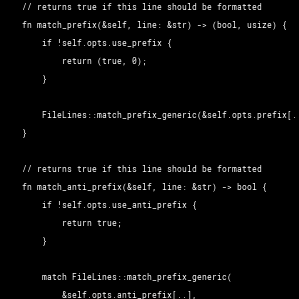 // returns true if this line should be formatted
fn match_prefix(&self, line: &str) -> (bool, usize) {
if !self.opts.use_prefix {
return (true, 0);
}
FileLines::match_prefix_generic(&self.opts.prefix[.
}
// returns true if this line should be formatted
fn match_anti_prefix(&self, line: &str) -> bool {
if !self.opts.use_anti_prefix {
return true;
}
match FileLines::match_prefix_generic(
&self.opts.anti_prefix[..],